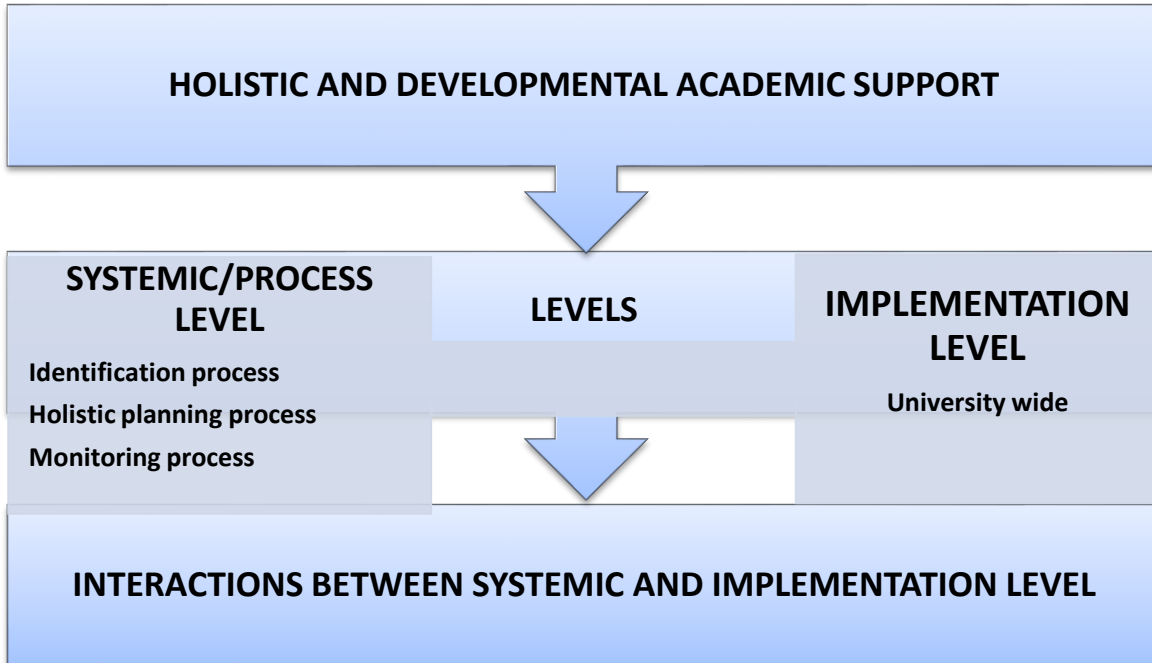 HOLISTIC AND DEVELOPMENTAL ACADEMIC SUPPORT
SYSTEMIC/PROCESS
LEVEL
Identification process
Holistic planning process
Monitoring process
LEVELS
IMPLEMENTATION
LEVEL
University wide
INTERACTIONS BETWEEN SYSTEMIC AND IMPLEMENTATION LEVEL